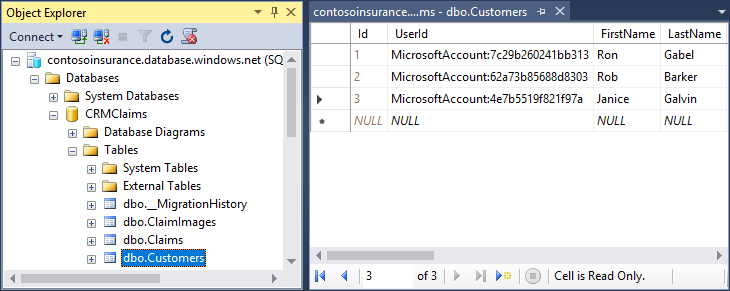 Object Explorer
Connect
contosoinsurance.database.windows.net (SQ
Databases
System Databases
CRMClaims
Database Diagrams
Tables
System Tables
External Tables
dbo.__MigrationHistory
dbo.ClaimImages
dbo.Claims
dbo.Customers
contosoinsurance....ms - dbo.Customers
Id UserId FirstName LastName
1 MicrosoftAccount:7c29b260241bb313 Ron Gabel
2 MicrosoftAccount:62a73b85688d8303 Rob Barker
3 MicrosoftAccount:4e7b5519f821f97a Janice Galvin
NULL NULL NULL NULL
3 of 3 Cell is Read Only.